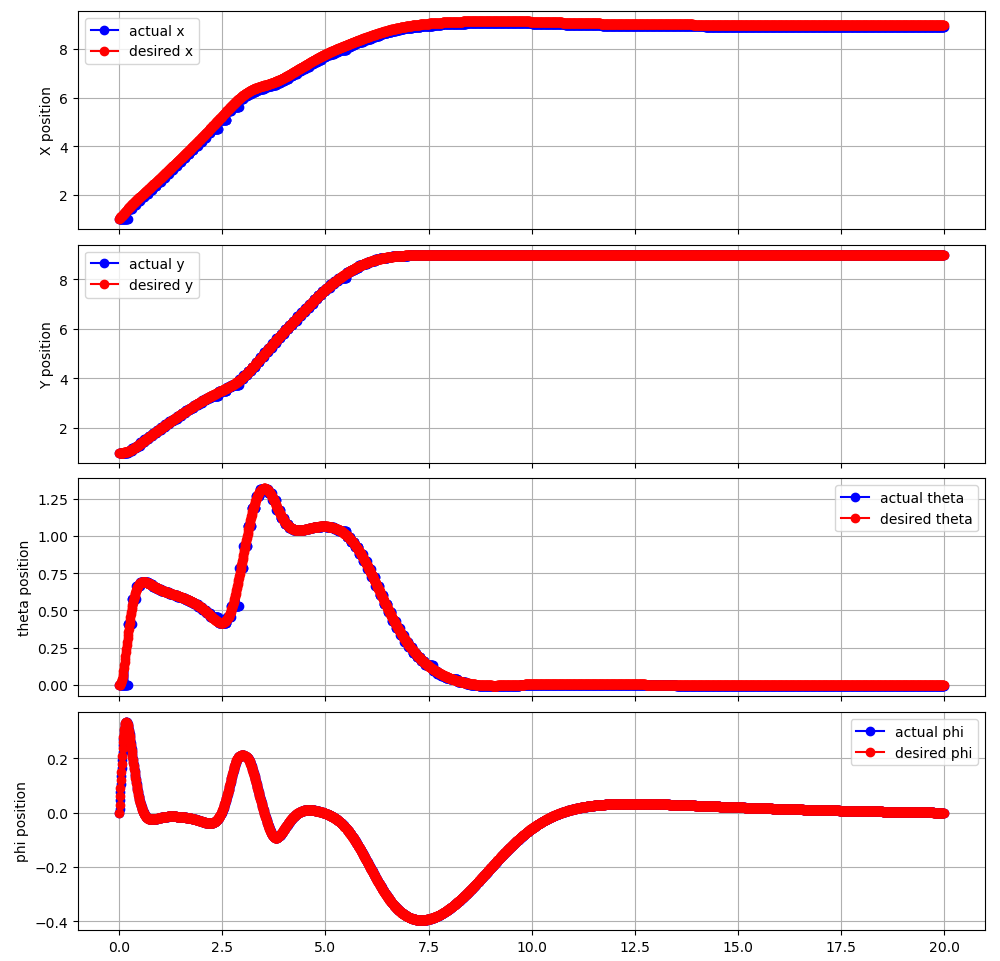 actual x
desired x
8
6
4
2
X position
actual y
desired y
8
6
4
2
Y position
actual theta
desired theta
1.25
1.00
0.75
0.50
0.25
0.00
theta position
actual phi
desired phi
0.2
0.0
−0.2
−0.4
phi position
0.0 2.5 5.0 7.5 10.0 12.5 15.0 17.5 20.0